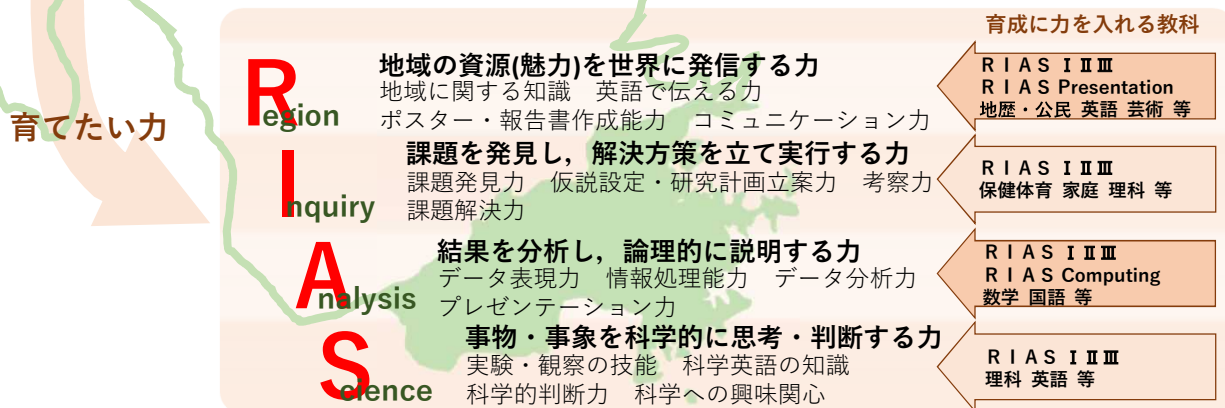 育成に力を入れる教科
育てたい力
Region
地域の資源(魅力)を世界に発信する力
地域に関する知識　英語で伝える力
ポスター・報告書作成能力　コミュニケーション力
ＲＩＡＳ ⅠⅡⅢ
ＲＩＡＳ Presentation
地歴・公民 英語 芸術 等
Inquiry
課題を発見し，解決方策を立て実行する力
課題発見力　仮説設定・研究計画立案力　考察力
課題解決力
ＲＩＡＳ ⅠⅡⅢ
保健体育 家庭 理科 等
Analysis
結果を分析し，論理的に説明する力
データ表現力　情報処理能力　データ分析力
プレゼンテーション力
ＲＩＡＳ ⅠⅡⅢ
ＲＩＡＳ Computing
数学 国語 等
Science
事物・事象を科学的に思考・判断する力
実験・観察の技能　科学英語の知識
科学的判断力　科学への興味関心
ＲＩＡＳ ⅠⅡⅢ
理科 英語 等